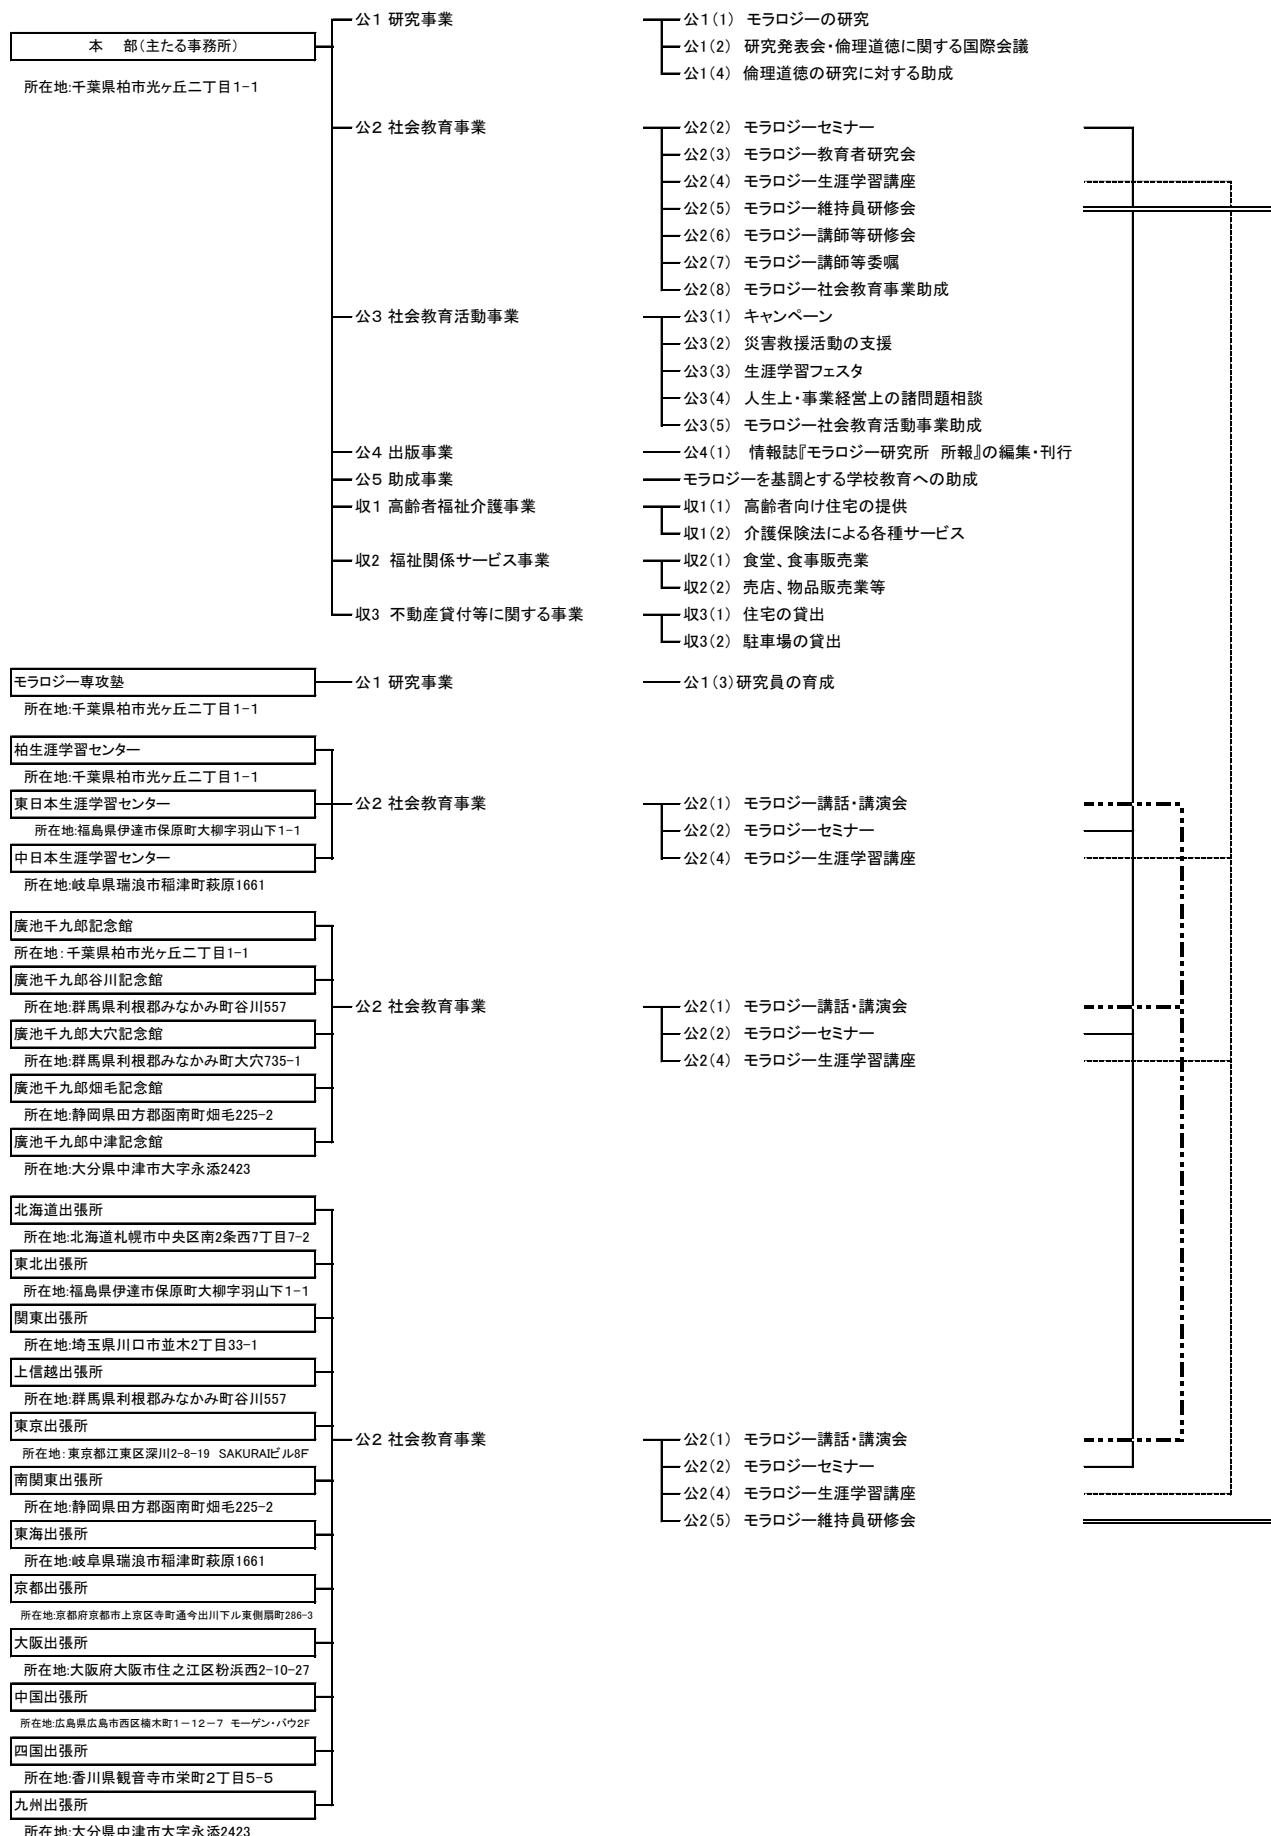 公1 研究事業 公1(1) モラロジーの研究
本　部(主たる事務所) 公1(2) 研究発表会・倫理道徳に関する国際会議
公1(4) 倫理道徳の研究に対する助成
所在地:千葉県柏市光ヶ丘二丁目1-1
公2 社会教育事業 公2(2) モラロジーセミナー
公2(3) モラロジー教育者研究会
公2(4) モラロジー生涯学習講座
公2(5) モラロジー維持員研修会
公2(6) モラロジー講師等研修会
公2(7) モラロジー講師等委嘱
公2(8) モラロジー社会教育事業助成
公3 社会教育活動事業 公3(1) キャンペーン
公3(2) 災害救援活動の支援
公3(3) 生涯学習フェスタ
公3(4) 人生上・事業経営上の諸問題相談
公3(5) モラロジー社会教育活動事業助成
公4 出版事業 公4(1) 情報誌『モラロジー研究所　所報』の編集・刊行
公5 助成事業 モラロジーを基調とする学校教育への助成
収1 高齢者福祉介護事業 収1(1) 高齢者向け住宅の提供
収1(2) 介護保険法による各種サービス
収2 福祉関係サービス事業 収2(1) 食堂、食事販売業
収2(2) 売店、物品販売業等
収3 不動産貸付等に関する事業 収3(1) 住宅の貸出
収3(2) 駐車場の貸出
モラロジー専攻塾 公1 研究事業 公1(3)研究員の育成
所在地:千葉県柏市光ヶ丘二丁目1-1
柏生涯学習センター
所在地:千葉県柏市光ヶ丘二丁目1-1
東日本生涯学習センター 公2 社会教育事業 公2(1) モラロジー講話・講演会
所在地:福島県伊達市保原町大柳字羽山下1-1 公2(2) モラロジーセミナー
中日本生涯学習センター 公2(4) モラロジー生涯学習講座
所在地:岐阜県瑞浪市稲津町萩原1661
廣池千九郎記念館
所在地:千葉県柏市光ヶ丘二丁目1-1
廣池千九郎谷川記念館
所在地:群馬県利根郡みなかみ町谷川557 公2 社会教育事業 公2(1) モラロジー講話・講演会
廣池千九郎大穴記念館 公2(2) モラロジーセミナー
所在地:群馬県利根郡みなかみ町大穴735-1 公2(4) モラロジー生涯学習講座
廣池千九郎畑毛記念館
所在地:静岡県田方郡函南町畑毛225-2
廣池千九郎中津記念館
所在地:大分県中津市大字永添2423
北海道出張所
所在地:北海道札幌市中央区南2条西7丁目7-2
東北出張所
所在地:福島県伊達市保原町大柳字羽山下1-1
関東出張所
所在地:埼玉県川口市並木2丁目33-1
上信越出張所
所在地:群馬県利根郡みなかみ町谷川557
東京出張所 公2 社会教育事業 公2(1) モラロジー講話・講演会
所在地:東京都江東区深川2-8-19 SAKURAIビル8F 公2(2) モラロジーセミナー
南関東出張所 公2(4) モラロジー生涯学習講座
所在地:静岡県田方郡函南町畑毛225-2 公2(5) モラロジー維持員研修会
東海出張所
所在地:岐阜県瑞浪市稲津町萩原1661
京都出張所
所在地:京都府京都市上京区寺町通今出川下ル東側扇町286-3
大阪出張所
所在地:大阪府大阪市住之江区粉浜西2-10-27
中国出張所
所在地:広島県広島市西区楠木町1-12-7 モーゲン・バウ2F
四国出張所
所在地:香川県観音寺市栄町2丁目5-5
九州出張所
所在地:大分県中津市大字永添2423